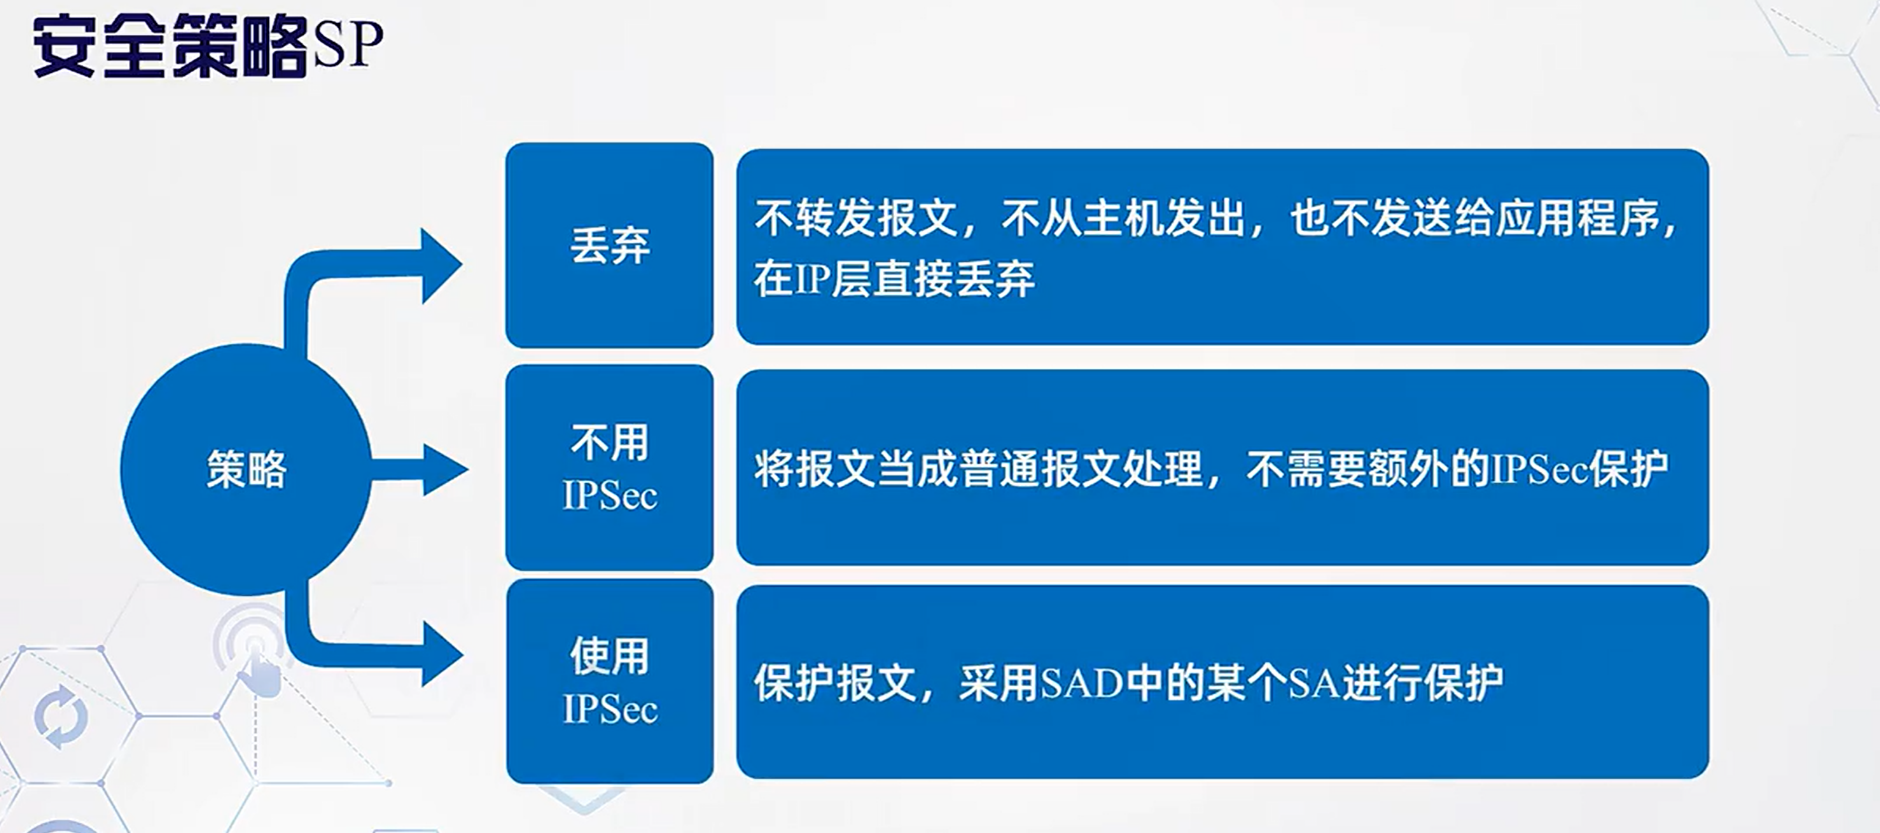 安全策略SP
丢弃
不转发报文，不从主机发出，也不发送给应用程序，
在IP层直接丢弃
策略
不用
IPSec
将报文当成普通报文处理，不需要额外的IPSec保护
使用
IPSec
保护报文，采用SAD中的某个SA进行保护